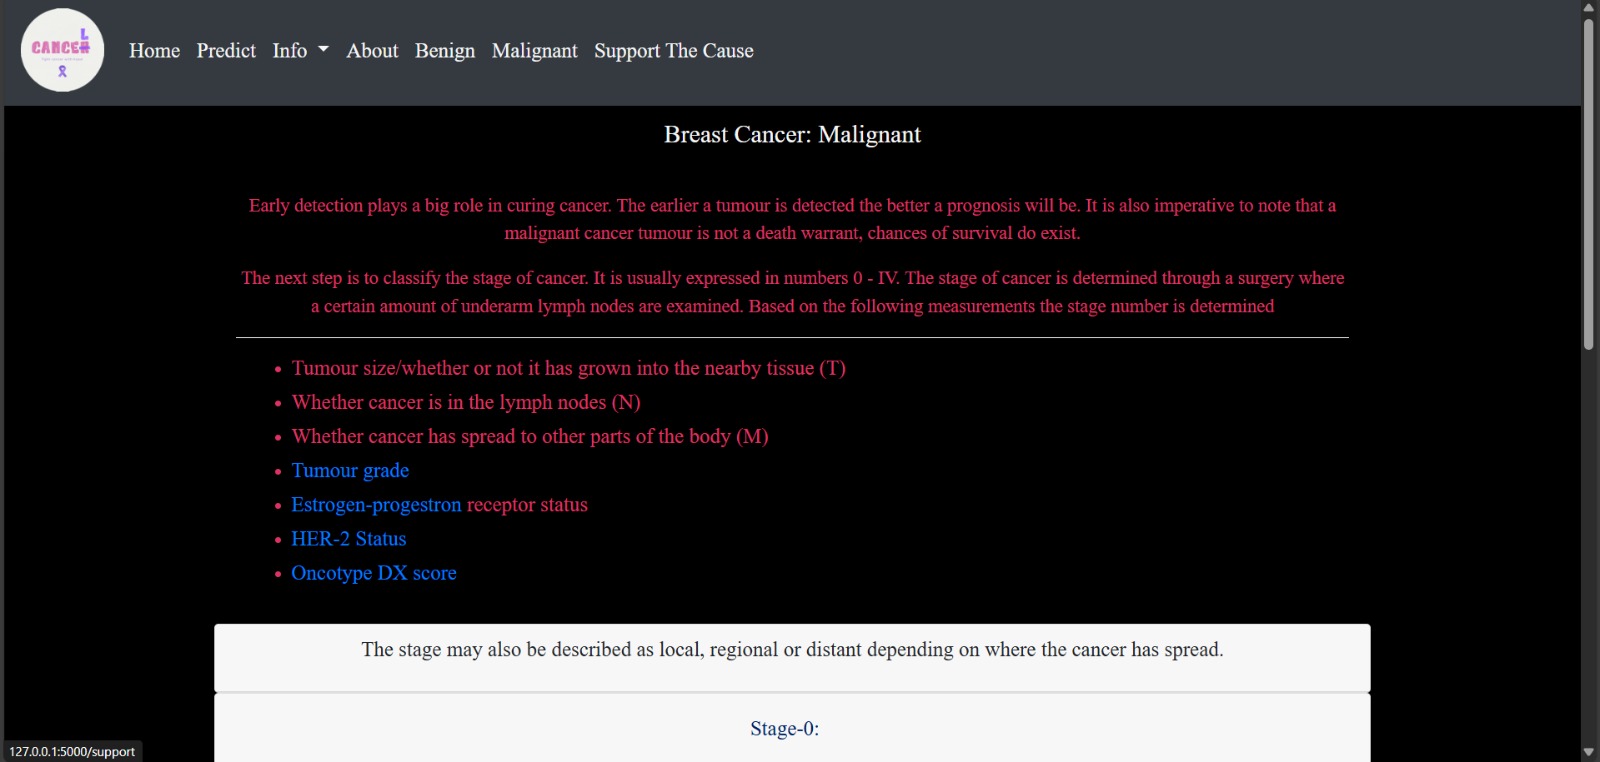 CANCER
L
Home Predict Info About Benign Malignant Support The Cause
Breast Cancer: Malignant
Early detection plays a big role in curing cancer. The earlier a tumour is detected the better a prognosis will be. It is also imperative to note that a
malignant cancer tumour is not a death warrant, chances of survival do exist.
The next step is to classify the stage of cancer. It is usually expressed in numbers 0 - IV. The stage of cancer is determined through a surgery where
a certain amount of underarm lymph nodes are examined. Based on the following measurements the stage number is determined
• Tumour size/whether or not it has grown into the nearby tissue (T)
• Whether cancer is in the lymph nodes (N)
• Whether cancer has spread to other parts of the body (M)
• Tumour grade
• Estrogen-progestron receptor status
• HER-2 Status
• Oncotype DX score
The stage may also be described as local, regional or distant depending on where the cancer has spread.
Stage-0:
127.0.0.1:5000/support